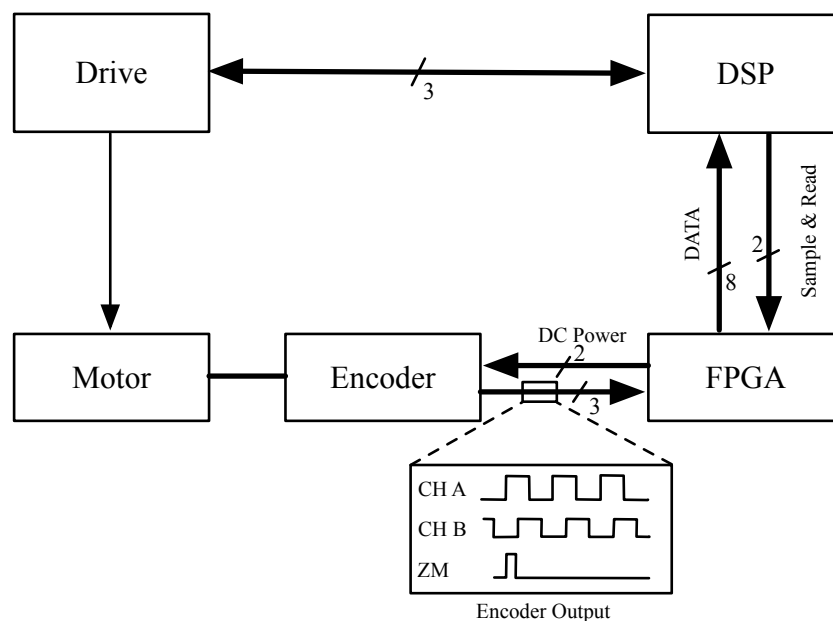 Drive
3
DSP
DATA
8
2
Sample & Read
Motor
Encoder
DC Power
2
3
FPGA
CH A
CH B
ZM
Encoder Output